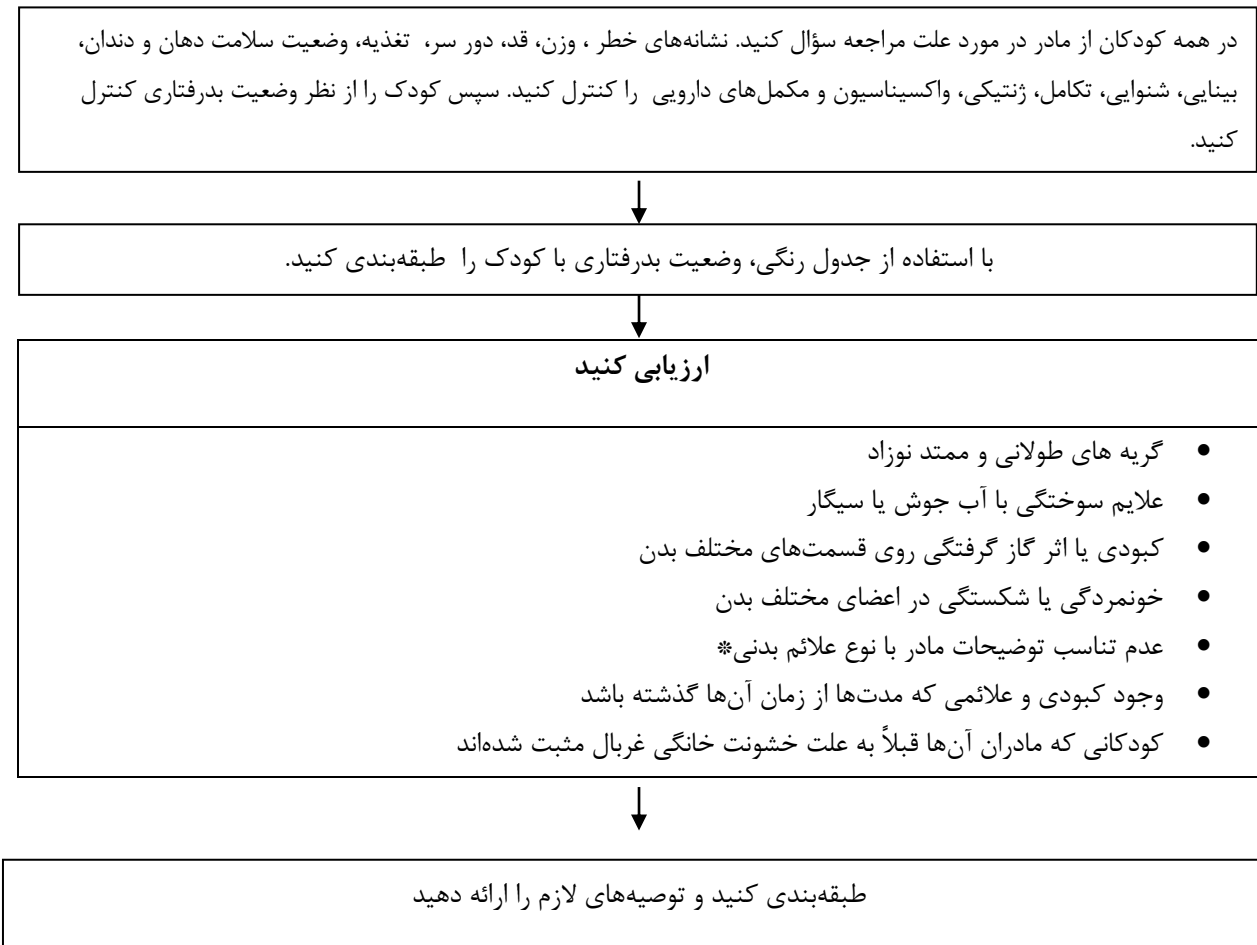 در همه کودکان از مادر در مورد علت مراجعه سؤال کنید. نشانه‌های خطر ، وزن، قد، دور سر، تغذیه، وضعیت سلامت دهان و دندان،
بینایی، شنوایی، تکامل، ژنتیکی، واکسیناسیون و مکمل‌های دارویی را کنترل کنید. سپس کودک را از نظر وضعیت بدرفتاری کنترل
کنید.
با استفاده از جدول رنگی، وضعیت بدرفتاری با کودک را طبقه‌بندی کنید.
ارزیابی کنید
• گریه های طولانی و ممتد نوزاد
• علایم سوختگی با آب جوش یا سیگار
• کبودی یا اثر گاز گرفتگی روی قسمت‌های مختلف بدن
• خونمردگی یا شکستگی در اعضای مختلف بدن
• عدم تناسب توضیحات مادر با نوع علائم بدنی*
• وجود کبودی و علائمی که مدت‌ها از زمان آن‌ها گذشته باشد
• کودکانی که مادران آن‌ها قبلاً به علت خشونت خانگی غربال مثبت شده‌اند
طبقه‌بندی کنید و توصیه‌های لازم را ارائه دهید